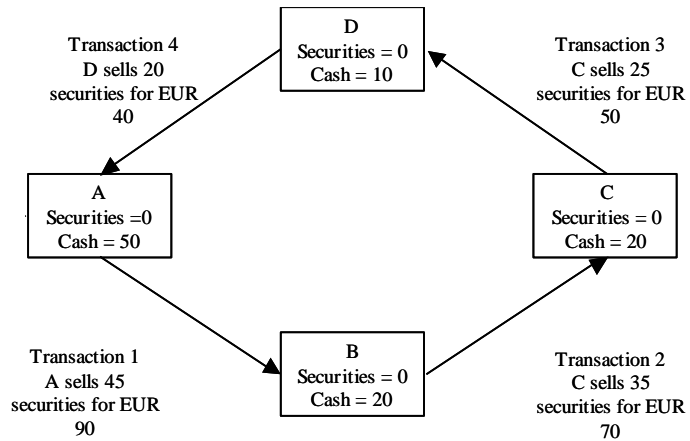 Transaction 4
D sells 20
securities for EUR
40
D
Securities = 0
Cash = 10
Transaction 3
C sells 25
securities for EUR
50
A
Securities =0
Cash = 50
C
Securities = 0
Cash = 20
Transaction 1
A sells 45
securities for EUR
90
B
Securities = 0
Cash = 20
Transaction 2
C sells 35
securities for EUR
70